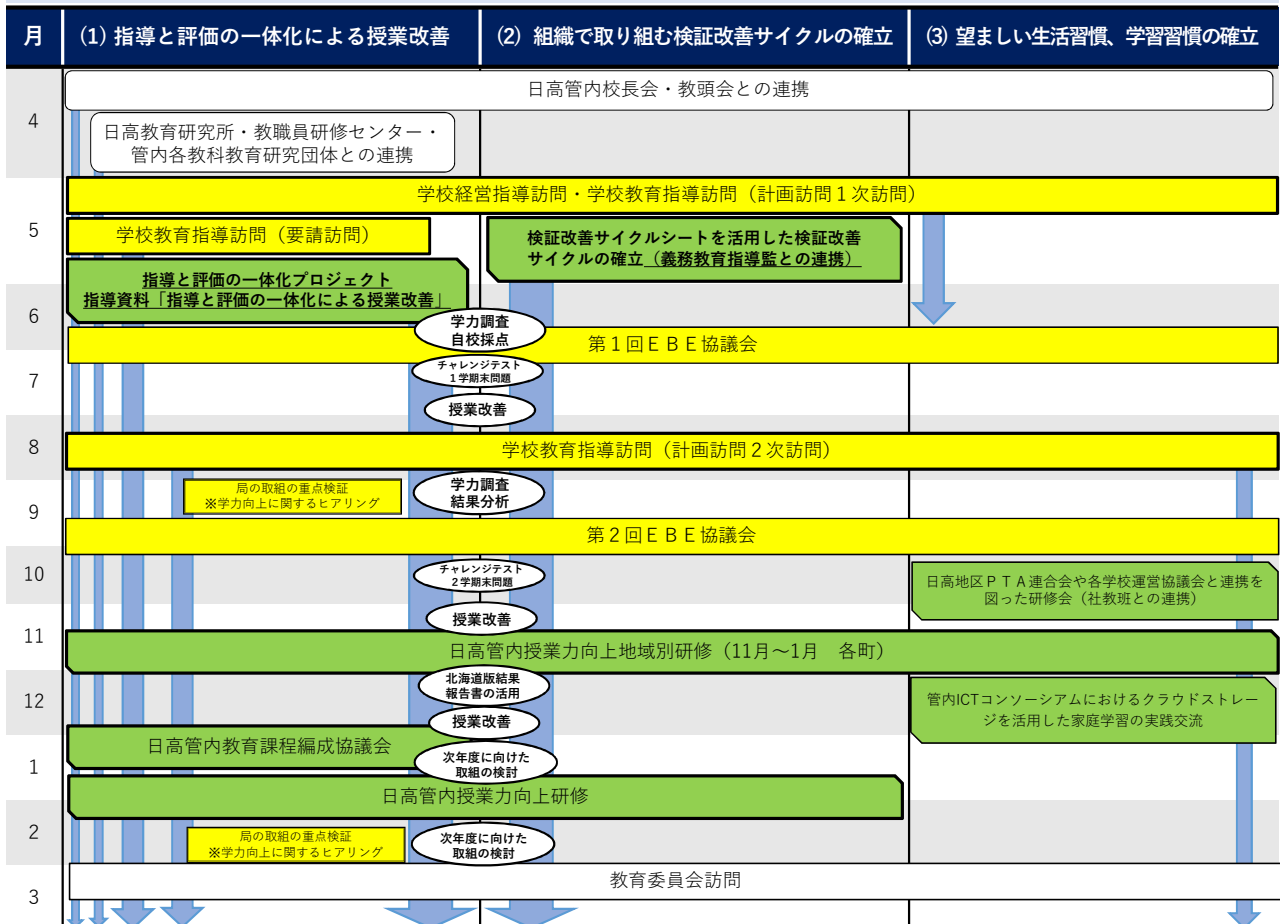 月
(1) 指導と評価の一体化による授業改善
(2) 組織で取り組む検証改善サイクルの確立
(3) 望ましい生活習慣、学習習慣の確立
4
日高管内校長会・教頭会との連携
日高教育研究所・教職員研修センター・
管内各教科教育研究団体との連携
学校経営指導訪問・学校教育指導訪問（計画訪問１次訪問）
5
学校教育指導訪問（要請訪問）
検証改善サイクルシートを活用した検証改善
サイクルの確立（義務教育指導監との連携）
指導と評価の一体化プロジェクト
指導資料「指導と評価の一体化による授業改善」
6
学力調査
自校採点
第１回ＥＢＥ協議会
7
チャレンジテスト
１学期末問題
授業改善
8
学校教育指導訪問（計画訪問２次訪問）
局の取組の重点検証
※学力向上に関するヒアリング
学力調査
結果分析
9
第２回ＥＢＥ協議会
10
チャレンジテスト
２学期末問題
日高地区ＰＴＡ連合会や各学校運営協議会と連携を
図った研修会（社教班との連携）
授業改善
11
日高管内授業力向上地域別研修（11月～1月　各町）
12
北海道版結果
報告書の活用
管内ICTコンソーシアムにおけるクラウドストレー
ジを活用した家庭学習の実践交流
授業改善
日高管内教育課程編成協議会
1
次年度に向けた
取組の検討
日高管内授業力向上研修
2
局の取組の重点検証
※学力向上に関するヒアリング
次年度に向けた
取組の検討
教育委員会訪問
3